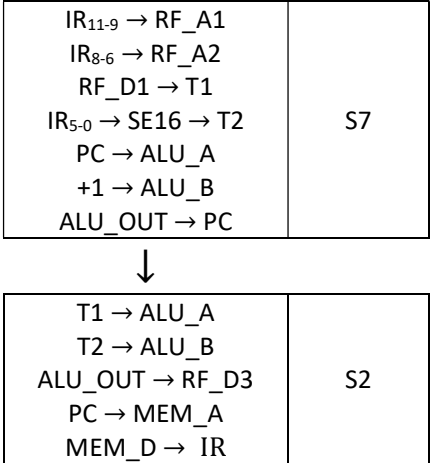 IR₁₁₋₉ → RF_A1
IR₈₋₆ → RF_A2
RF_D1 → T1
IR₅₋₀ → SE16 → T2
PC → ALU_A
+1 → ALU_B
ALU_OUT → PC
S7
↓
T1 → ALU_A
T2 → ALU_B
ALU_OUT → RF_D3
PC → MEM_A
MEM_D → IR
S2